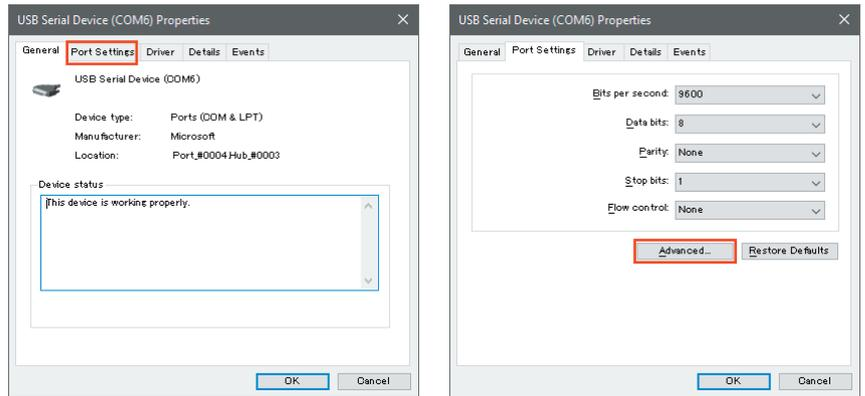 USB Serial Device (COM6) Properties
General Port Settings Driver Details Events
USB Serial Device (COM6)
Device type: Ports (COM & LPT)
Manufacturer: Microsoft
Location: Port_#0004.Hub_#0003
Device status
This device is working properly.
OK Cancel
USB Serial Device (COM6) Properties
General Port Settings Driver Details Events
Bits per second: 9600
Data bits: 8
Parity: None
Stop bits: 1
Flow control: None
Advanced... Restore Defaults
OK Cancel